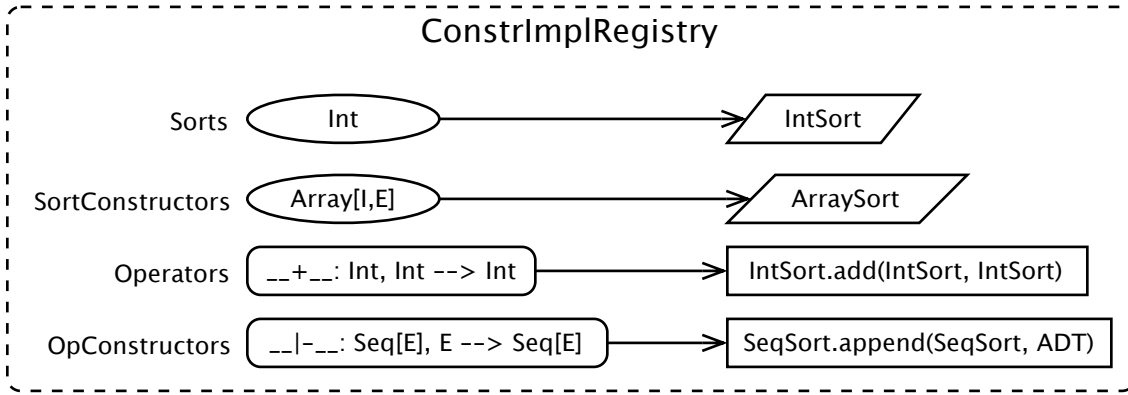 ConstrImplRegistry
Sorts Int IntSort
SortConstructors Array[I,E] ArraySort
Operators __+__: Int, Int --> Int IntSort.add(IntSort, IntSort)
OpConstructors __|-__: Seq[E], E --> Seq[E] SeqSort.append(SeqSort, ADT)